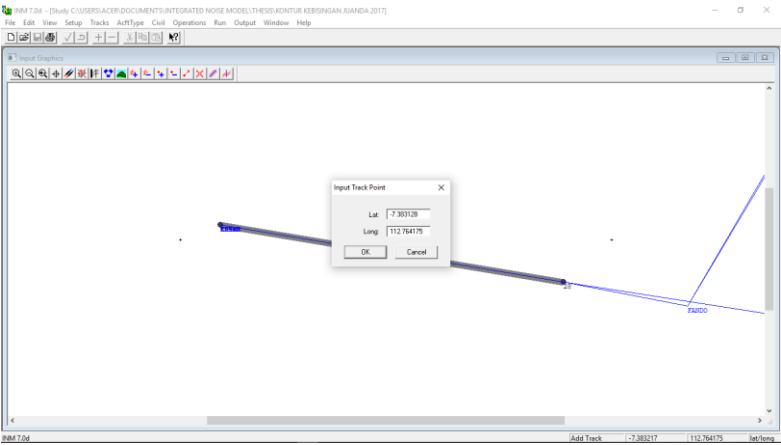 INM 7.0d - [Study C:\USERS\ACER\DOCUMENTS\INTEGRATED NOISE MODEL\THESIS\KONTUR KEBISINGAN JUANDA 2017]
File Edit View Setup Tracks AcftType Civil Operations Run Output Window Help
Input Graphics
Input Track Point
Lat: -7.383128
Long: 112.764175
OK Cancel
28
FANDO
INM 7.0d Add Track -7.383217 112.764175 lat/long